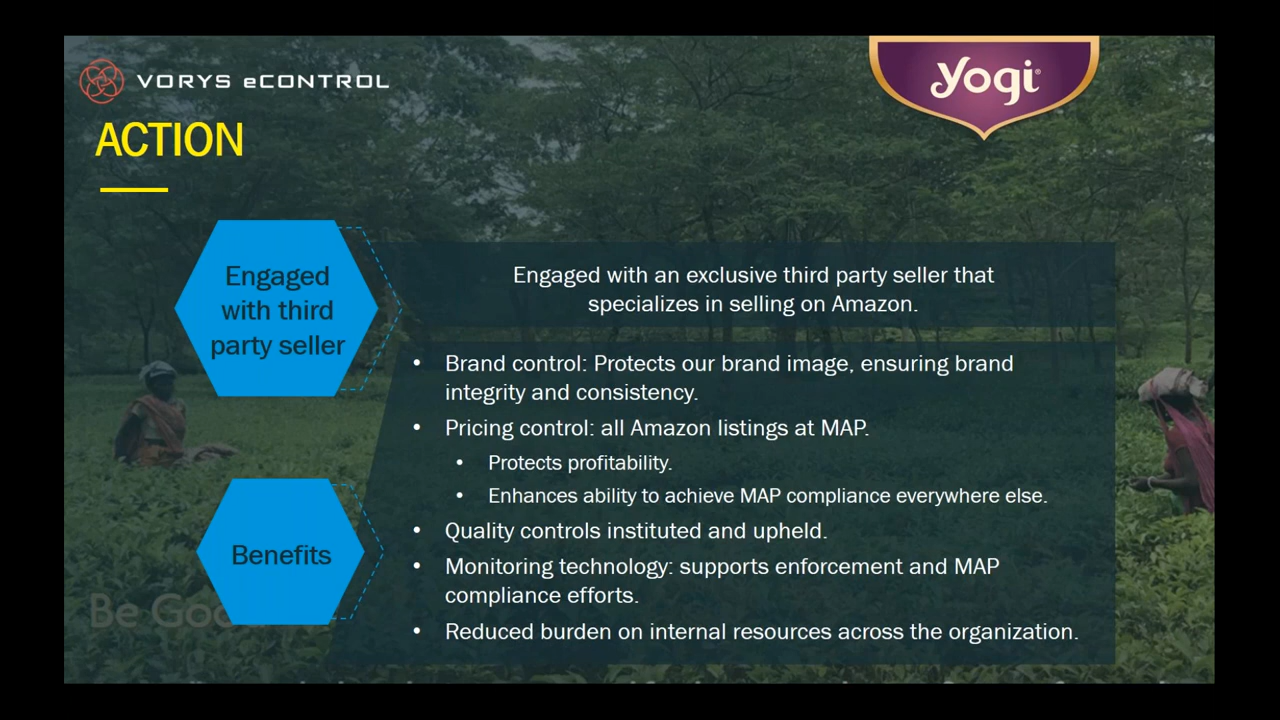 VORYS eCONTROL
yogi®
ACTION
Engaged
with third
party seller
Engaged with an exclusive third party seller that
specializes in selling on Amazon.
• Brand control: Protects our brand image, ensuring brand
integrity and consistency.
• Pricing control: all Amazon listings at MAP.
• Protects profitability.
• Enhances ability to achieve MAP compliance everywhere else.
Benefits
• Quality controls instituted and upheld.
• Monitoring technology: supports enforcement and MAP
compliance efforts.
• Reduced burden on internal resources across the organization.
Be Goo